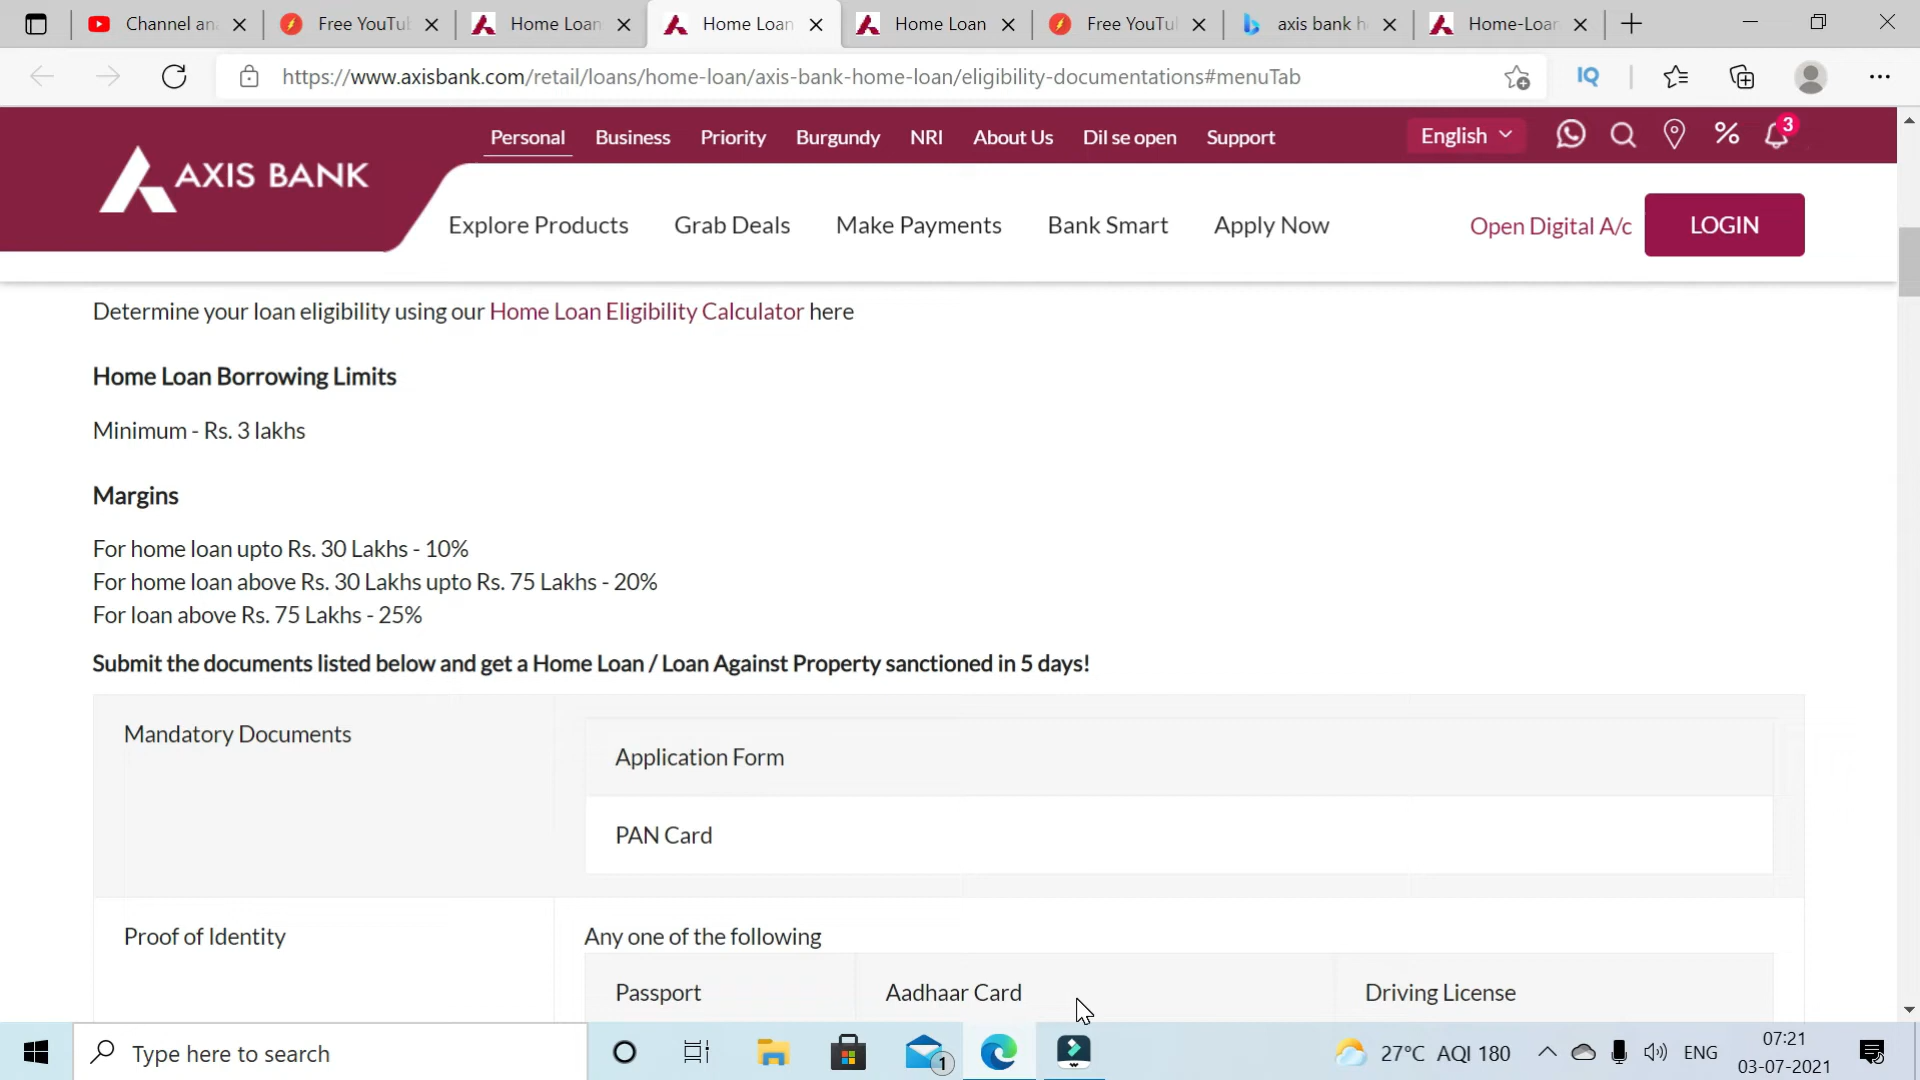 Channel an
Free YouTu
Home Loan
Home Loan
Home Loan
Free YouTu
axis bank h
Home-Loan
https://www.axisbank.com/retail/loans/home-loan/axis-bank-home-loan/eligibility-documentations#menuTab
IQ
Personal Business Priority Burgundy NRI About Us Dil se open Support English 3
AXIS BANK
Explore Products Grab Deals Make Payments Bank Smart Apply Now Open Digital A/c LOGIN
Determine your loan eligibility using our Home Loan Eligibility Calculator here
Home Loan Borrowing Limits
Minimum - Rs. 3 lakhs
Margins
For home loan upto Rs. 30 Lakhs - 10%
For home loan above Rs. 30 Lakhs upto Rs. 75 Lakhs - 20%
For loan above Rs. 75 Lakhs - 25%
Submit the documents listed below and get a Home Loan / Loan Against Property sanctioned in 5 days!
Mandatory Documents
Application Form
PAN Card
Proof of Identity
Any one of the following
Passport Aadhaar Card Driving License
Type here to search
1
27°C AQI 180
ENG
07:21
03-07-2021